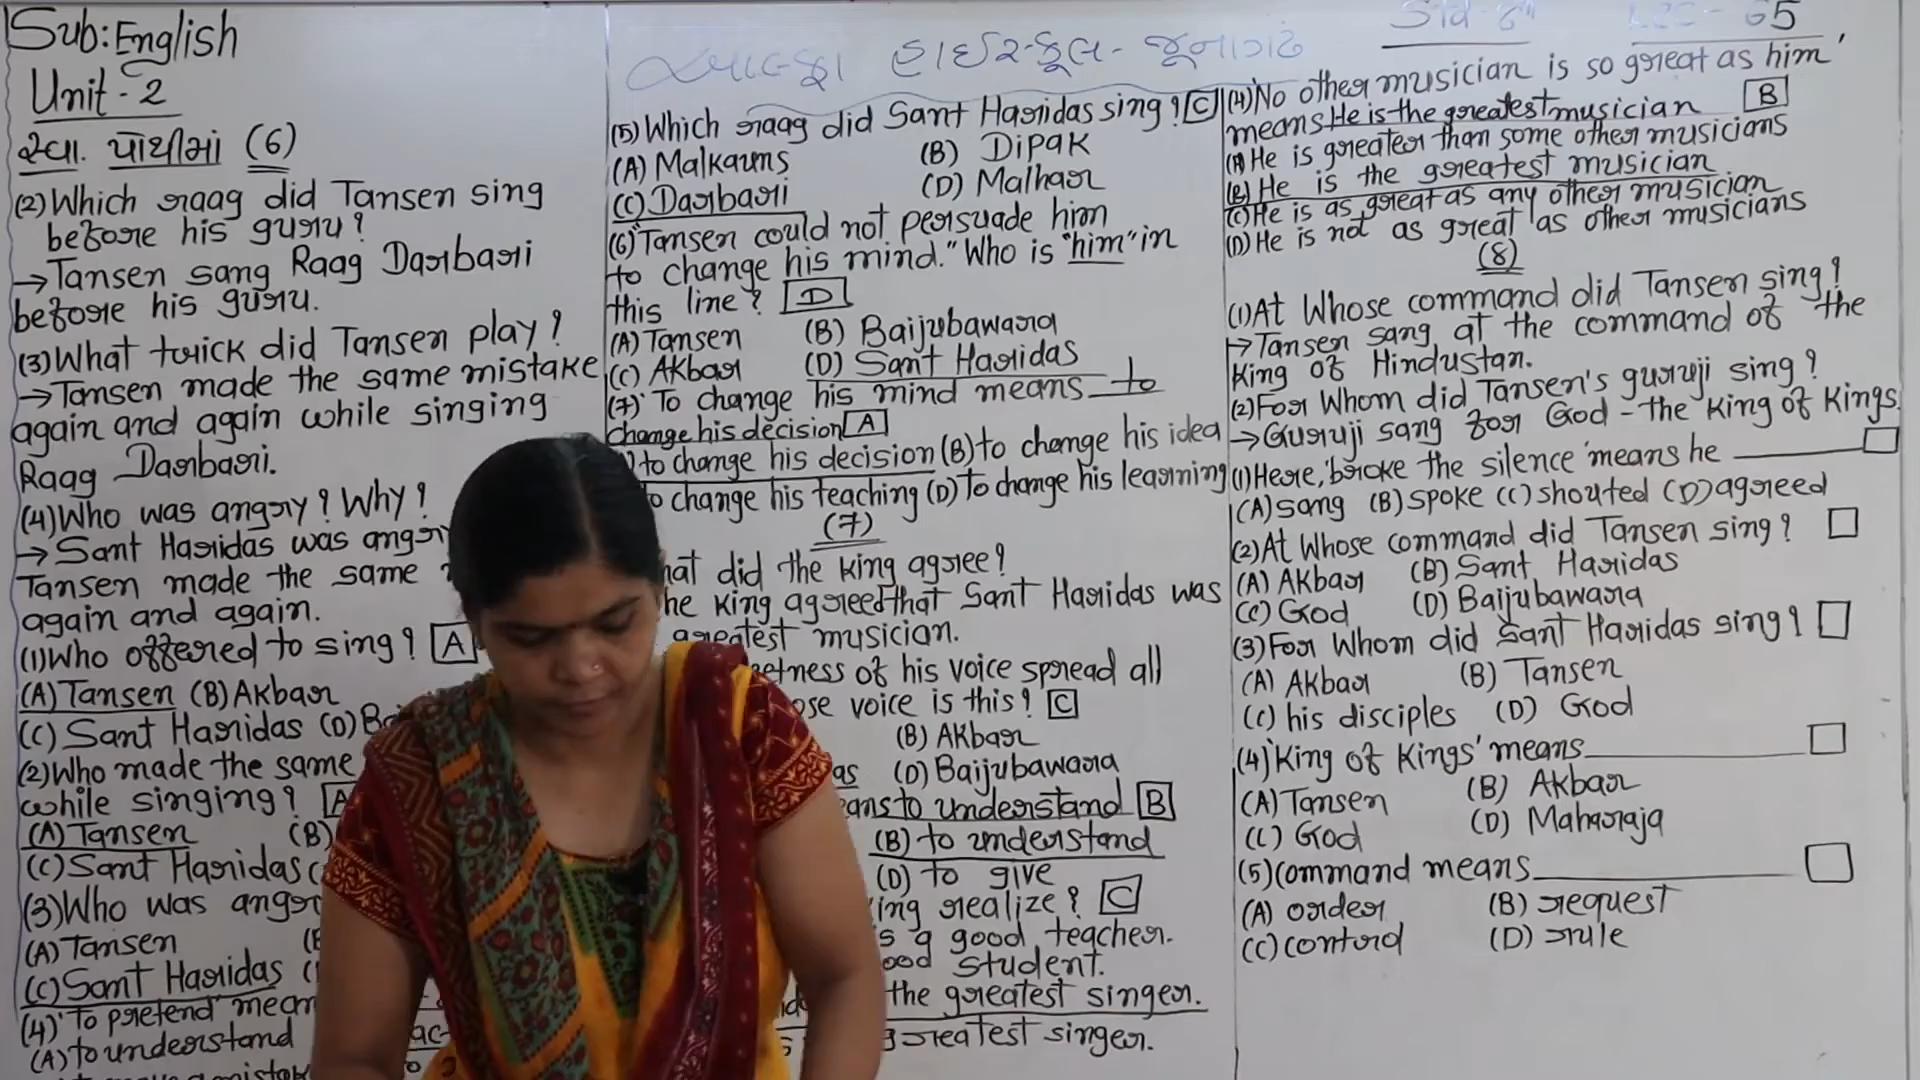 Sub: English
Unit-2
સ્વા. પોથીમાં (6)
(2) Which raag did Tansen sing
before his guru?
→ Tansen sang Raag Darbari
before his guru.
(3) What trick did Tansen play?
→ Tansen made the same mistake
again and again while singing
Raag Darbari.
(4) Who was angry? Why?
→ Sant Haridas was angry
Tansen made the same
again and again.
(1) Who offered to sing? A
(A) Tansen (B) Akbar
(C) Sant Haridas (D)
(2) Who made the same
while singing? A
(A) Tansen (B)
(C) Sant Haridas
(3) Who was
(A) Tansen
(C) Sant Haridas
(4) 'To pretend'
(A) to understand
હાઈસ્કૂલ - જૂનાગઢ
(5) Which raag did Sant Haridas sing? C
(A) Malkauns (B) Dipak
(C) Darbari (D) Malhar
(6) "Tansen could not persuade him
to change his mind." Who is "him" in
this line? D
(A) Tansen (B) Baijubawara
(C) Akbar (D) Sant Haridas
(7) 'To change his mind means to
change his decision A
to change his decision (B) to change his idea
to change his teaching (D) To change his learning
(7)
did the king agree?
King agreed that Sant Haridas was
greatest musician.
of his voice spread all
voice is this? C
(B) Akbar
(D) Baijubawara
to understand B
(B) to understand
(D) to give
realize? C
a good teacher.
student.
the greatest singer.
greatest singer.
65
(4) No other musician is so great as him'
means He is the greatest musician B
(A) He is greater than some other musicians
(B) He is the greatest musician
(C) He is as great as any other musician
(D) He is not as great as other musicians
(8)
(1) At Whose command did Tansen sing?
→ Tansen sang at the command of the
King of Hindustan.
(2) For Whom did Tansen's guruji sing?
→ Guruji sang for God - the King of Kings.
(1) Here, 'broke the silence' means he
(A) sang (B) spoke (C) shouted (D) agreed
(2) At Whose command did Tansen sing?
(A) Akbar (B) Sant Haridas
(C) God (D) Baijubawara
(3) For Whom did Sant Haridas sing?
(A) Akbar (B) Tansen
(C) his disciples (D) God
(4) 'King of Kings' means
(A) Tansen (B) Akbar
(C) God (D) Maharaja
(5) Command means
(A) order (B) request
(C) control (D) rule